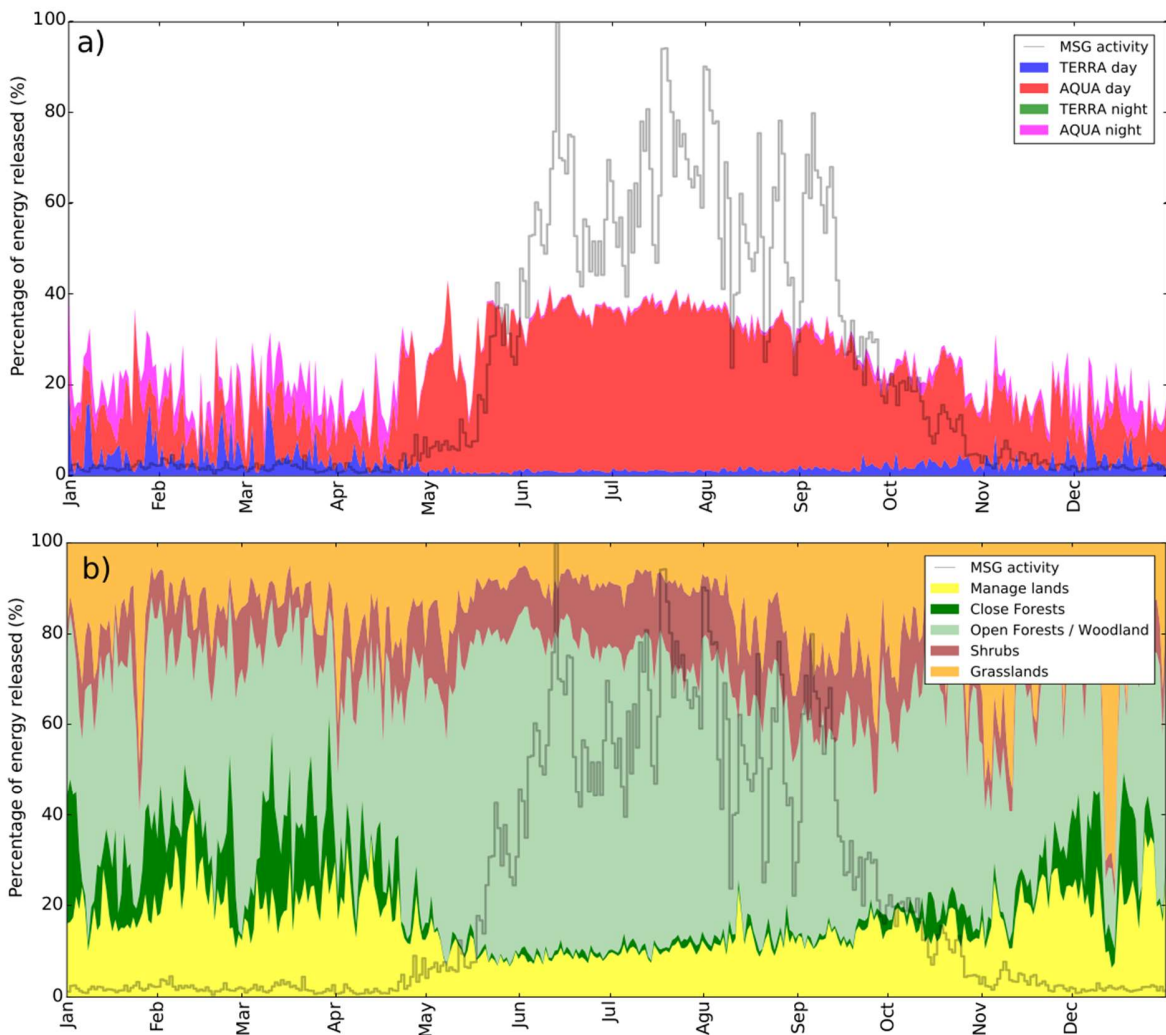 a)
Percentage of energy released (%)
100
80
60
40
20
0
MSG activity
TERRA day
AQUA day
TERRA night
AQUA night
Jan
Feb
Mar
Apr
May
Jun
Jul
Agu
Sep
Oct
Nov
Dec
b)
Percentage of energy released (%)
100
80
60
40
20
0
MSG activity
Manage lands
Close Forests
Open Forests / Woodland
Shrubs
Grasslands
Jan
Feb
Mar
Apr
May
Jun
Jul
Agu
Sep
Oct
Nov
Dec